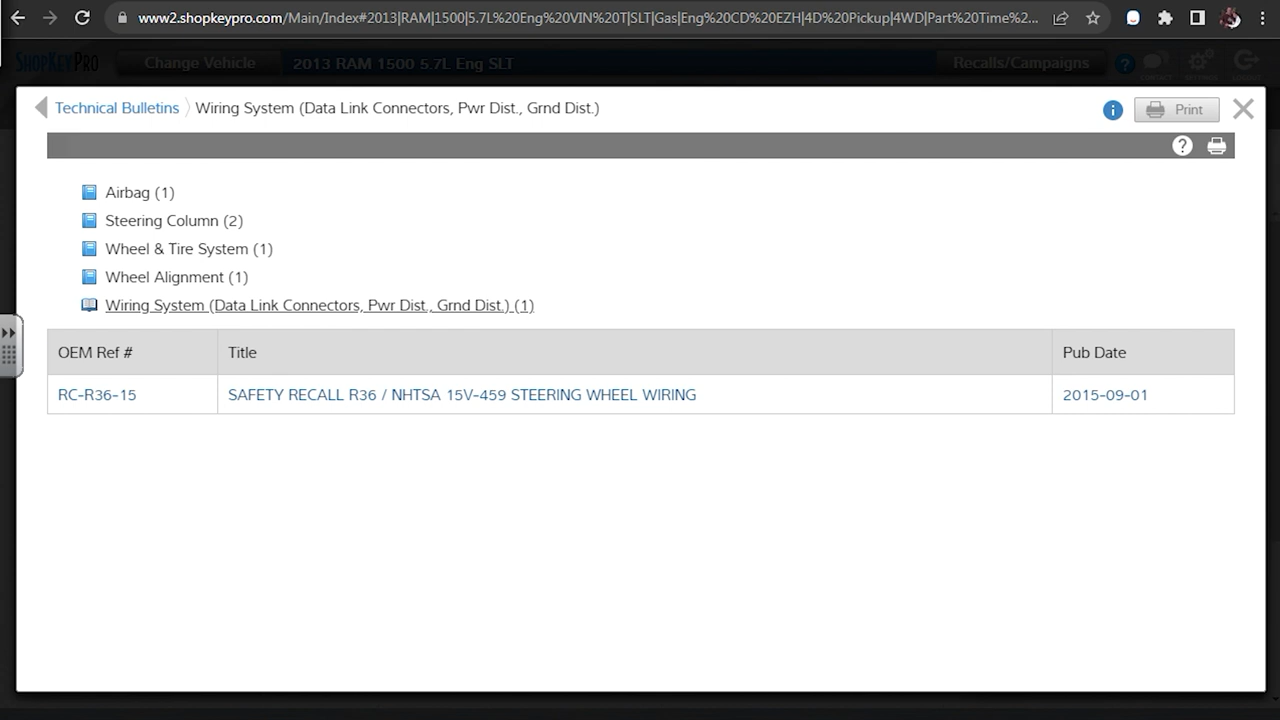 www2.shopkeypro.com/Main/Index#2013|RAM|1500|5.7L%20Eng%20VIN%20T|SLT|Gas|Eng%20CD%20EZH|4D%20Pickup|4WD|Part%20Time%2...
SHOPKEYPRO Change Vehicle 2013 RAM 1500 5.7L Eng SLT Recalls/Campaigns ? CONTACT SETTINGS LOGOUT
Technical Bulletins Wiring System (Data Link Connectors, Pwr Dist., Grnd Dist.) i Print
?
Airbag (1)
Steering Column (2)
Wheel & Tire System (1)
Wheel Alignment (1)
Wiring System (Data Link Connectors, Pwr Dist., Grnd Dist.) (1)
OEM Ref # Title Pub Date
RC-R36-15 SAFETY RECALL R36 / NHTSA 15V-459 STEERING WHEEL WIRING 2015-09-01